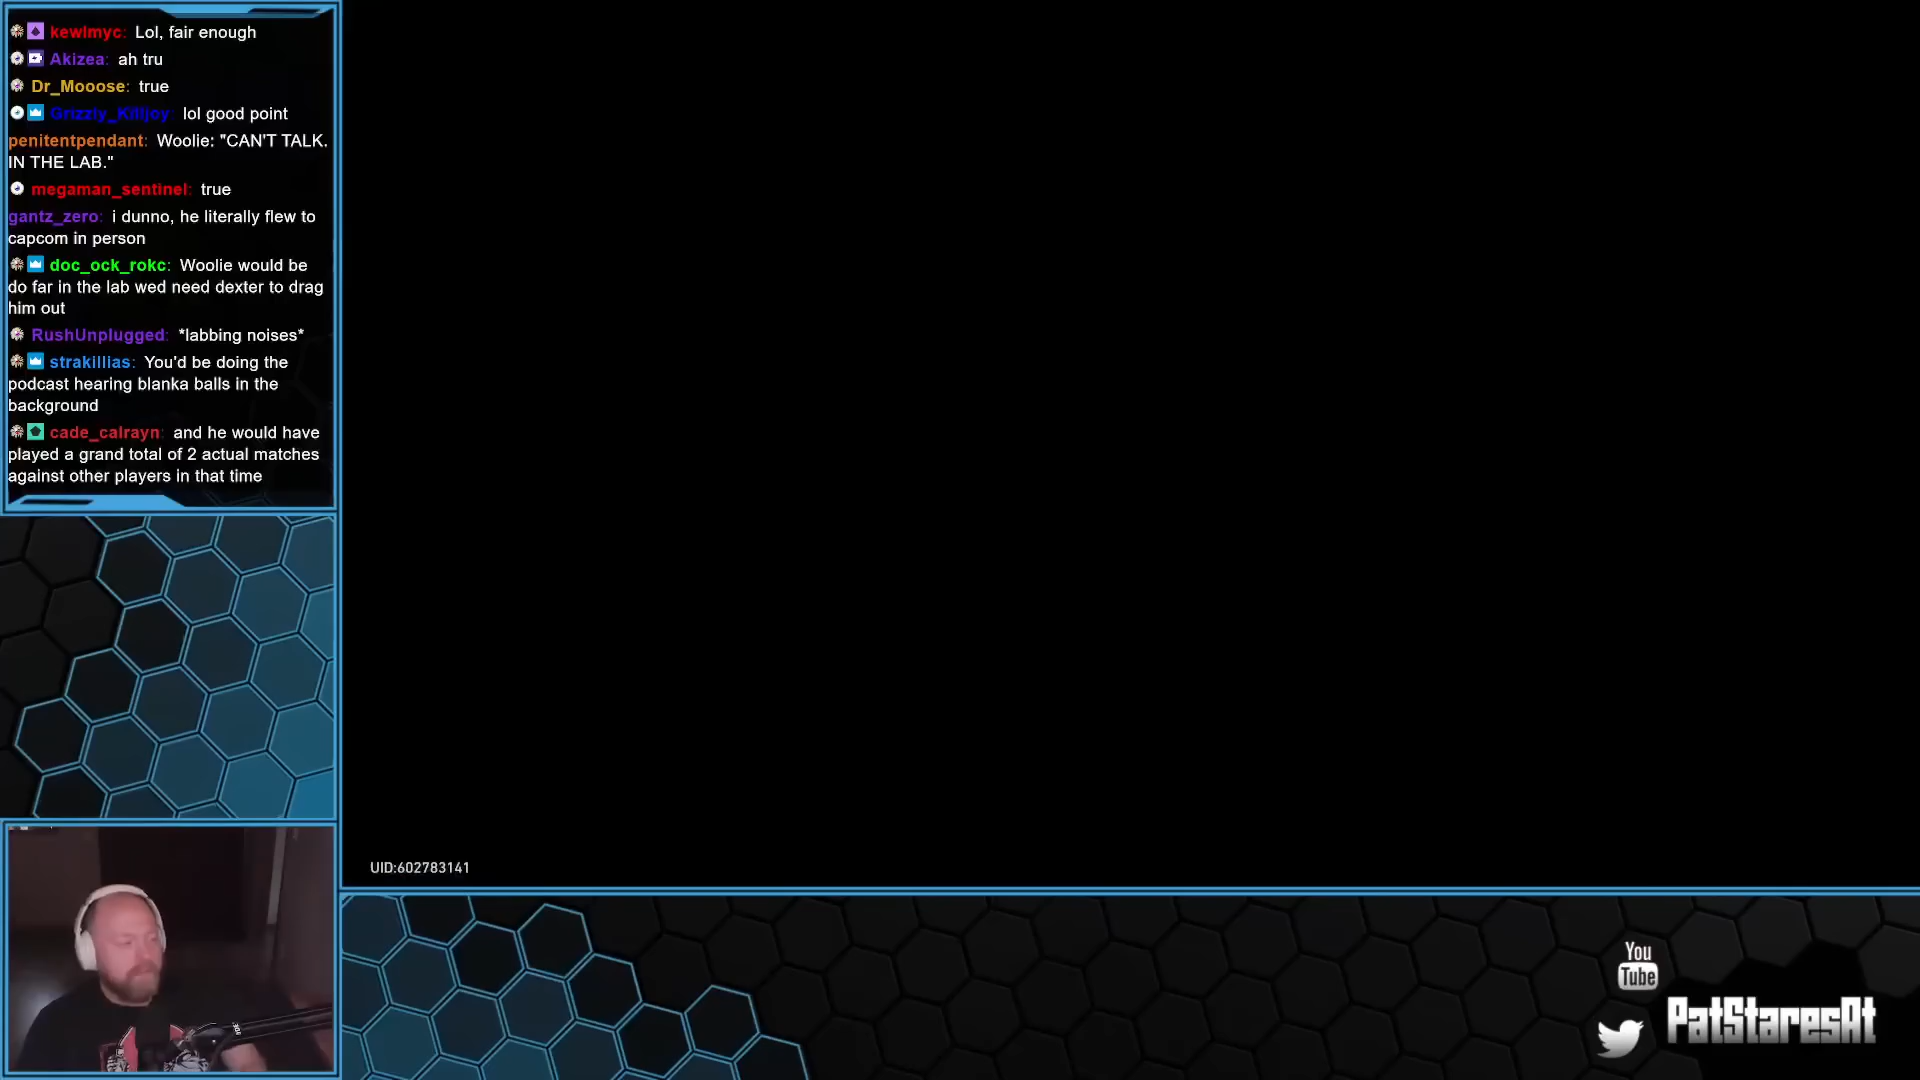 kewlmyc: Lol, fair enough
Akizea: ah tru
Dr_Mooose: true
Grizzly_Killjoy: lol good point
penitentpendant: Woolie: "CAN'T TALK.
IN THE LAB."
megaman_sentinel: true
gantz_zero: i dunno, he literally flew to
capcom in person
doc_ock_rokc: Woolie would be
do far in the lab wed need dexter to drag
him out
RushUnplugged: *labbing noises*
strakillias: You'd be doing the
podcast hearing blanka balls in the
background
cade_calrayn: and he would have
played a grand total of 2 actual matches
against other players in that time
UID:602783141
You
Tube
PatStaresAt